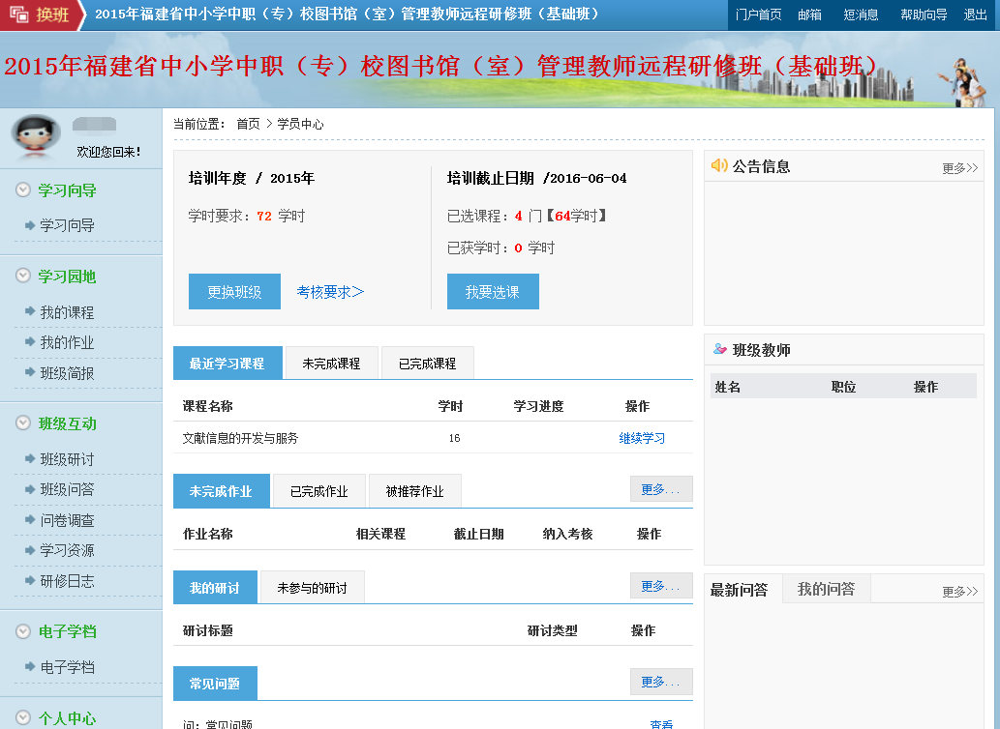 换班 2015年福建省中小学中职（专）校图书馆（室）管理教师远程研修班（基础班） 门户首页 邮箱 短消息 帮助向导 退出
2015年福建省中小学中职（专）校图书馆（室）管理教师远程研修班（基础班）
欢迎您回来!
学习向导
学习向导
学习园地
我的课程
我的作业
班级简报
班级互动
班级研讨
班级问答
问卷调查
学习资源
研修日志
电子学档
电子学档
个人中心
当前位置: 首页 > 学员中心
培训年度 / 2015年
学时要求: 72 学时
更换班级 考核要求>
培训截止日期 /2016-06-04
已选课程: 4 门【64学时】
已获学时: 0 学时
我要选课
最近学习课程 未完成课程 已完成课程
课程名称 学时 学习进度 操作
文献信息的开发与服务 16 继续学习
未完成作业 已完成作业 被推荐作业 更多...
作业名称 相关课程 截止日期 纳入考核 操作
我的研讨 未参与的研讨 更多...
研讨标题 研讨类型 操作
常见问题 更多...
问: 常见问题 查看
公告信息 更多>>
班级教师
姓名 职位 操作
最新问答 我的问答 更多>>